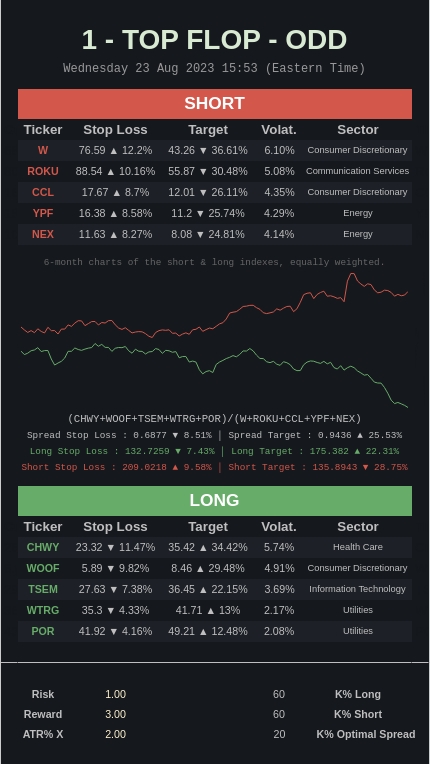 1 - TOP FLOP - ODD
Wednesday 23 Aug 2023 15:53 (Eastern Time)
SHORT
Ticker Stop Loss Target Volat. Sector
W 76.59 ▲ 12.2% 43.26 ▼ 36.61% 6.10% Consumer Discretionary
ROKU 88.54 ▲ 10.16% 55.87 ▼ 30.48% 5.08% Communication Services
CCL 17.67 ▲ 8.7% 12.01 ▼ 26.11% 4.35% Consumer Discretionary
YPF 16.38 ▲ 8.58% 11.2 ▼ 25.74% 4.29% Energy
NEX 11.63 ▲ 8.27% 8.08 ▼ 24.81% 4.14% Energy
6-month charts of the short & long indexes, equally weighted.
(CHWY+WOOF+TSEM+WTRG+POR)/(W+ROKU+CCL+YPF+NEX)
Spread Stop Loss : 0.6877 ▼ 8.51% | Spread Target : 0.9436 ▲ 25.53%
Long Stop Loss : 132.7259 ▼ 7.43% | Long Target : 175.382 ▲ 22.31%
Short Stop Loss : 209.0218 ▲ 9.58% | Short Target : 135.8943 ▼ 28.75%
LONG
Ticker Stop Loss Target Volat. Sector
CHWY 23.32 ▼ 11.47% 35.42 ▲ 34.42% 5.74% Health Care
WOOF 5.89 ▼ 9.82% 8.46 ▲ 29.48% 4.91% Consumer Discretionary
TSEM 27.63 ▼ 7.38% 36.45 ▲ 22.15% 3.69% Information Technology
WTRG 35.3 ▼ 4.33% 41.71 ▲ 13% 2.17% Utilities
POR 41.92 ▼ 4.16% 49.21 ▲ 12.48% 2.08% Utilities
Risk 1.00 60 K% Long
Reward 3.00 60 K% Short
ATR% X 2.00 20 K% Optimal Spread